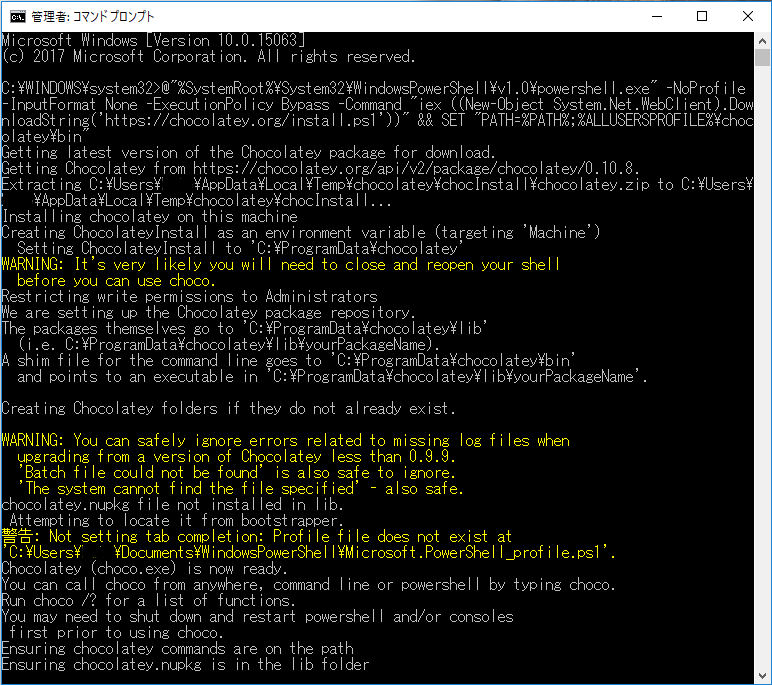 管理者: コマンド プロンプト
Microsoft Windows [Version 10.0.15063]
(c) 2017 Microsoft Corporation. All rights reserved.
C:¥WINDOWS¥system32>@"%SystemRoot%¥System32¥WindowsPowerShell¥v1.0¥powershell.exe" -NoProfile
-InputFormat None -ExecutionPolicy Bypass -Command "iex ((New-Object System.Net.WebClient).Dow
nloadString('https://chocolatey.org/install.ps1'))" && SET "PATH=%PATH%;%ALLUSERSPROFILE%¥choc
olatey¥bin"
Getting latest version of the Chocolatey package for download.
Getting Chocolatey from https://chocolatey.org/api/v2/package/chocolatey/0.10.8.
Extracting C:¥Users¥    ¥AppData¥Local¥Temp¥chocolatey¥chocInstall¥chocolatey.zip to C:¥Users¥
    ¥AppData¥Local¥Temp¥chocolatey¥chocInstall...
Installing chocolatey on this machine
Creating ChocolateyInstall as an environment variable (targeting 'Machine')
  Setting ChocolateyInstall to 'C:¥ProgramData¥chocolatey'
WARNING: It's very likely you will need to close and reopen your shell
  before you can use choco.
Restricting write permissions to Administrators
We are setting up the Chocolatey package repository.
The packages themselves go to 'C:¥ProgramData¥chocolatey¥lib'
  (i.e. C:¥ProgramData¥chocolatey¥lib¥yourPackageName).
A shim file for the command line goes to 'C:¥ProgramData¥chocolatey¥bin'
  and points to an executable in 'C:¥ProgramData¥chocolatey¥lib¥yourPackageName'.
Creating Chocolatey folders if they do not already exist.
WARNING: You can safely ignore errors related to missing log files when
  upgrading from a version of Chocolatey less than 0.9.9.
  'Batch file could not be found' is also safe to ignore.
  'The system cannot find the file specified' - also safe.
chocolatey.nupkg file not installed in lib.
 Attempting to locate it from bootstrapper.
警告: Not setting tab completion: Profile file does not exist at
'C:¥Users¥    ¥Documents¥WindowsPowerShell¥Microsoft.PowerShell_profile.ps1'.
Chocolatey (choco.exe) is now ready.
You can call choco from anywhere, command line or powershell by typing choco.
Run choco /? for a list of functions.
You may need to shut down and restart powershell and/or consoles
 first prior to using choco.
Ensuring chocolatey commands are on the path
Ensuring chocolatey.nupkg is in the lib folder